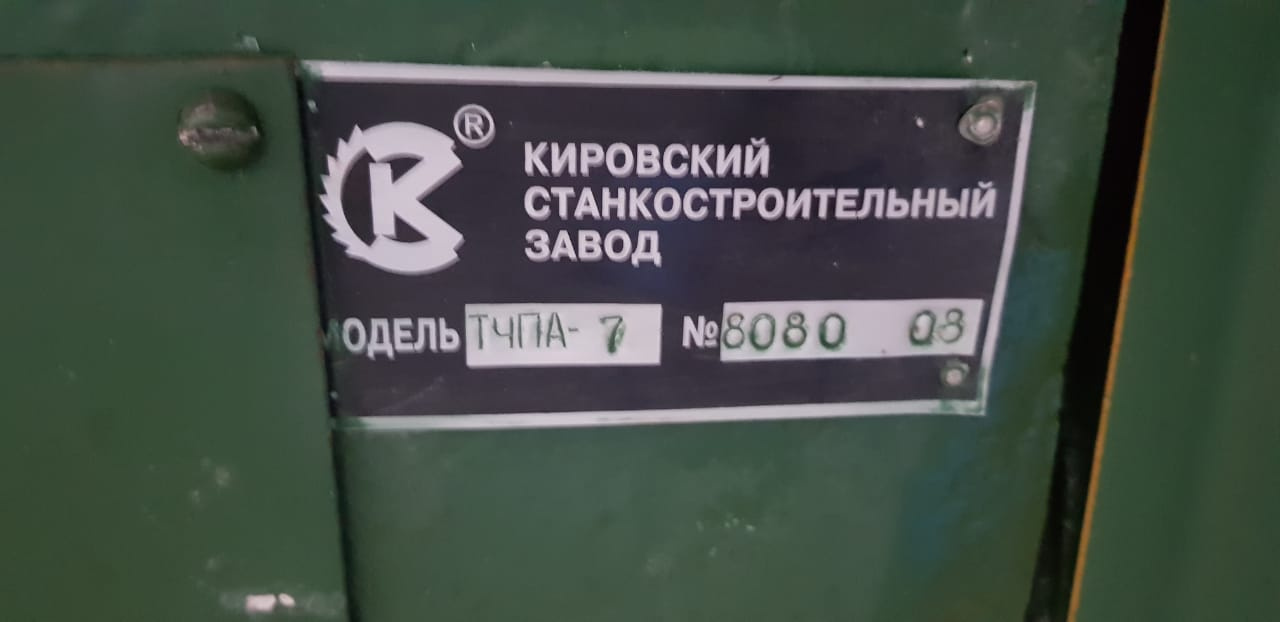 К ®
КИРОВСКИЙ
СТАНКОСТРОИТЕЛЬНЫЙ
ЗАВОД
МОДЕЛЬ ТЧПА-7 №8080 08